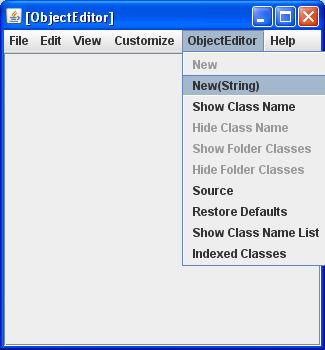 [ObjectEditor]
File Edit View Customize ObjectEditor Help
New
New(String)
Show Class Name
Hide Class Name
Show Folder Classes
Hide Folder Classes
Source
Restore Defaults
Show Class Name List
Indexed Classes